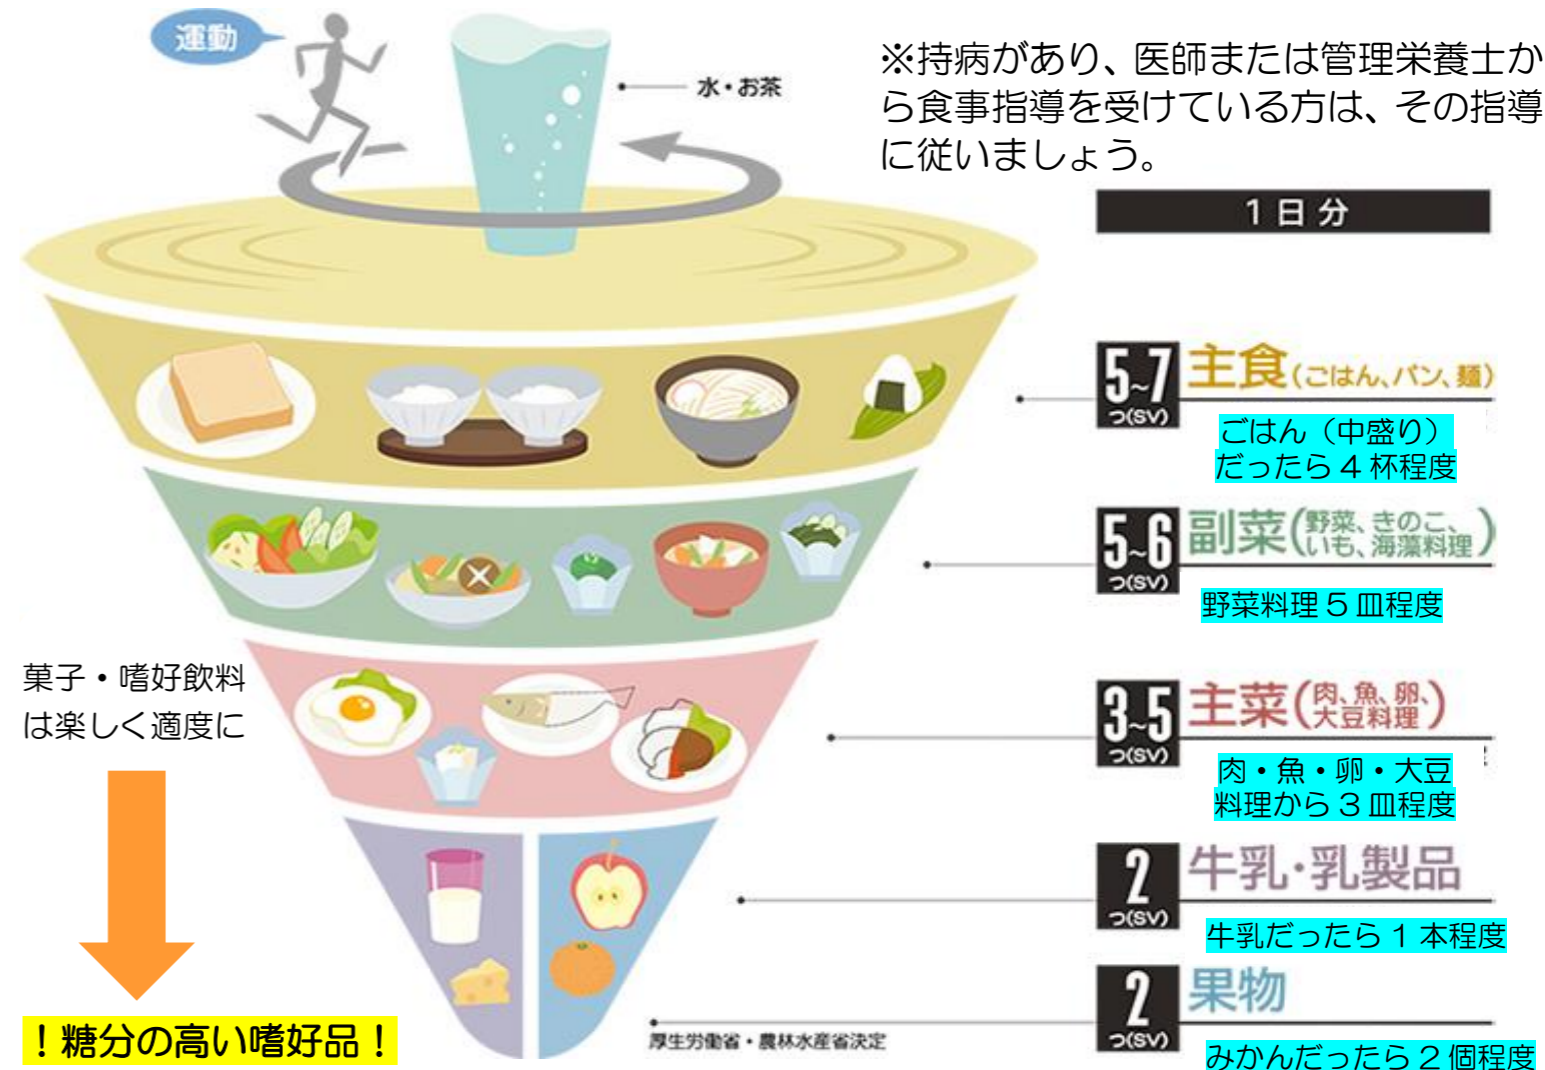 運動
水・お茶
※持病があり、医師または管理栄養士か
ら食事指導を受けている方は、その指導
に従いましょう。
1日分
5~7
つ(SV)
主食(ごはん、パン、麺)
ごはん（中盛り）
だったら４杯程度
5~6
つ(SV)
副菜(野菜、きのこ、
いも、海藻料理)
野菜料理５皿程度
菓子・嗜好飲料
は楽しく適度に
3~5
つ(SV)
主菜(肉、魚、卵、
大豆料理)
肉・魚・卵・大豆
料理から３皿程度
2
つ(SV)
牛乳・乳製品
牛乳だったら１本程度
2
つ(SV)
果物
みかんだったら２個程度
！糖分の高い嗜好品！
厚生労働省・農林水産省決定